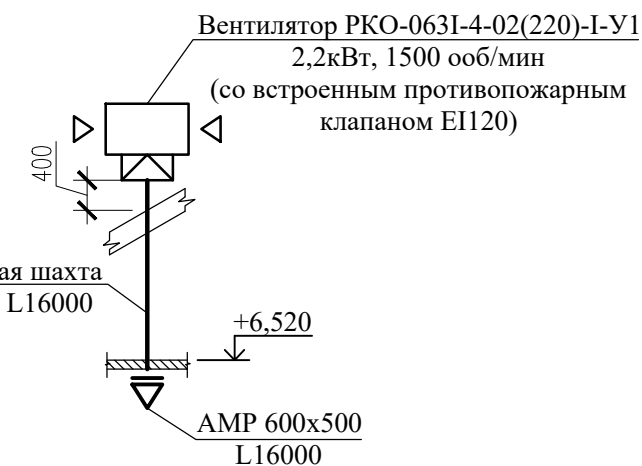 Вентилятор РКО-063I-4-02(220)-I-У1
2,2кВт, 1500 ооб/мин
(со встроенным противопожарным
клапаном EI120)
400
шахта
L16000
+6,520
АМР 600х500
L16000